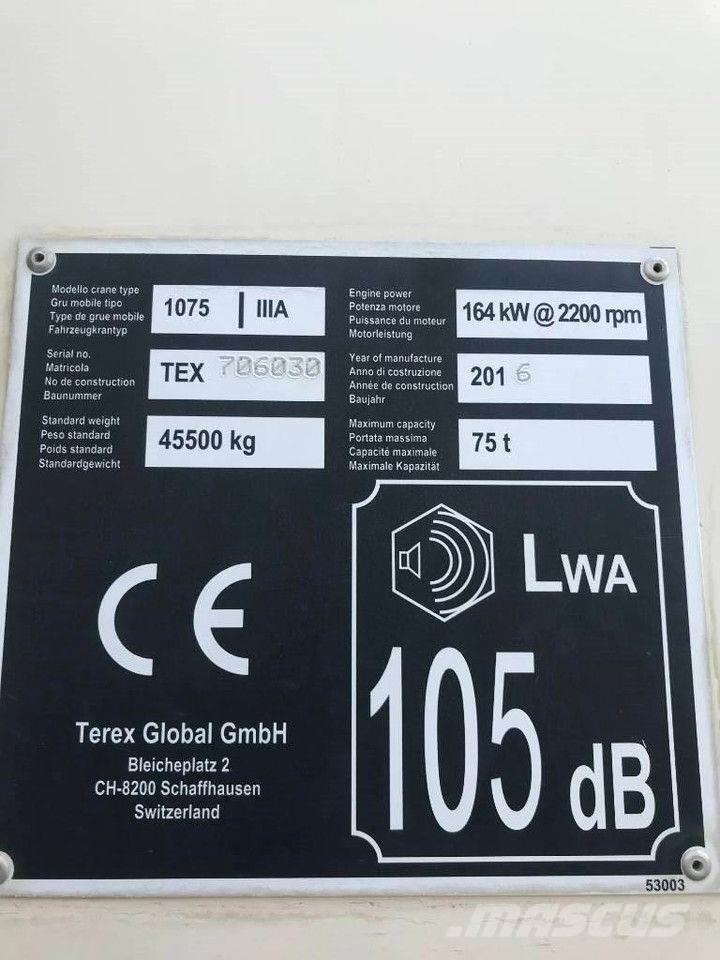 Modello crane type
Gru mobile tipo
Type de grue mobile
Fahrzeugkrantyp
1075 | IIIA
Engine power
Potenza motore
Puissance du moteur
Motorleistung
164 kW @ 2200 rpm
Serial no.
Matricola
No de construction
Baunummer
TEX 706030
Year of manufacture
Anno di costruzione
Année de construction
Baujahr
2016
Standard weight
Peso standard
Poids standard
Standardgewicht
45500 kg
Maximum capacity
Portata massima
Capacité maximale
Maximale Kapazität
75 t
CE
Terex Global GmbH
Bleicheplatz 2
CH-8200 Schaffhausen
Switzerland
LWA
105 dB
53003
mascus